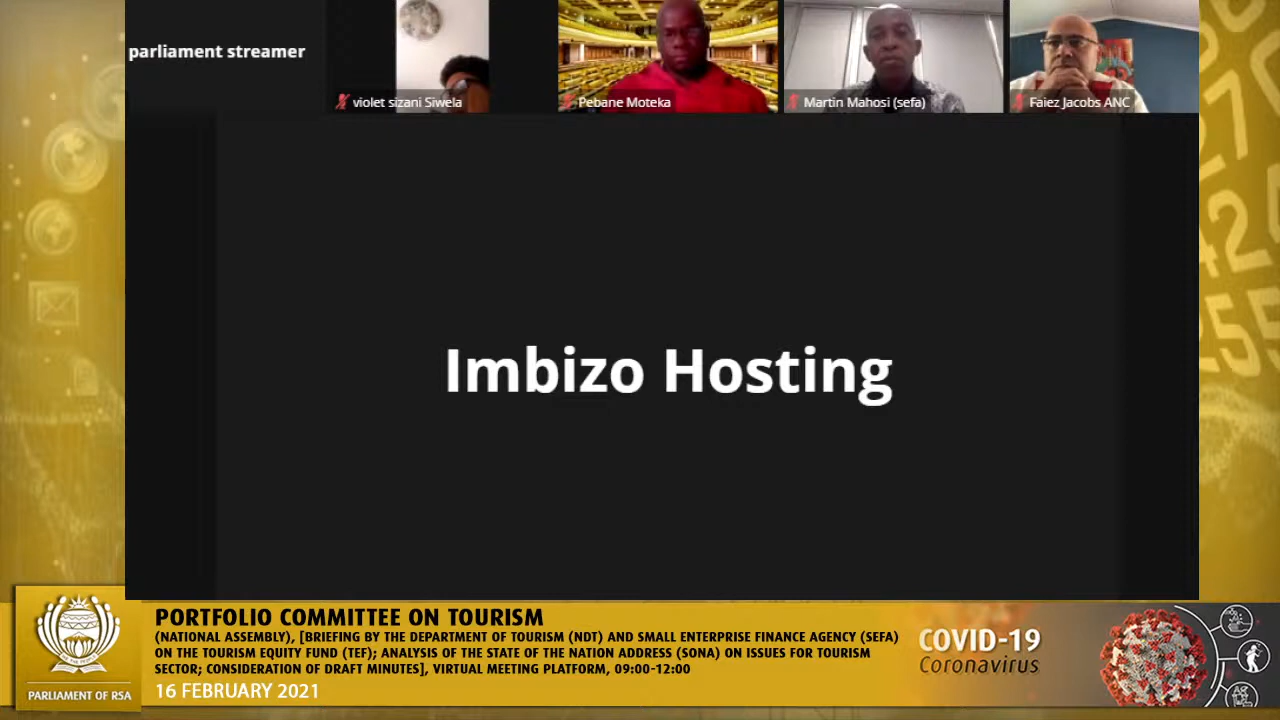 parliament streamer
violet sizani Siwela
Pebane Moteka
Martin Mahosi (sefa)
Faiez Jacobs ANC
Imbizo Hosting
PORTFOLIO COMMITTEE ON TOURISM
(NATIONAL ASSEMBLY), [BRIEFING BY THE DEPARTMENT OF TOURISM (NDT) AND SMALL ENTERPRISE FINANCE AGENCY (SEFA)
ON THE TOURISM EQUITY FUND (TEF); ANALYSIS OF THE STATE OF THE NATION ADDRESS (SONA) ON ISSUES FOR TOURISM
SECTOR; CONSIDERATION OF DRAFT MINUTES], VIRTUAL MEETING PLATFORM, 09:00-12:00
16 FEBRUARY 2021
PARLIAMENT OF RSA
COVID-19
Coronavirus